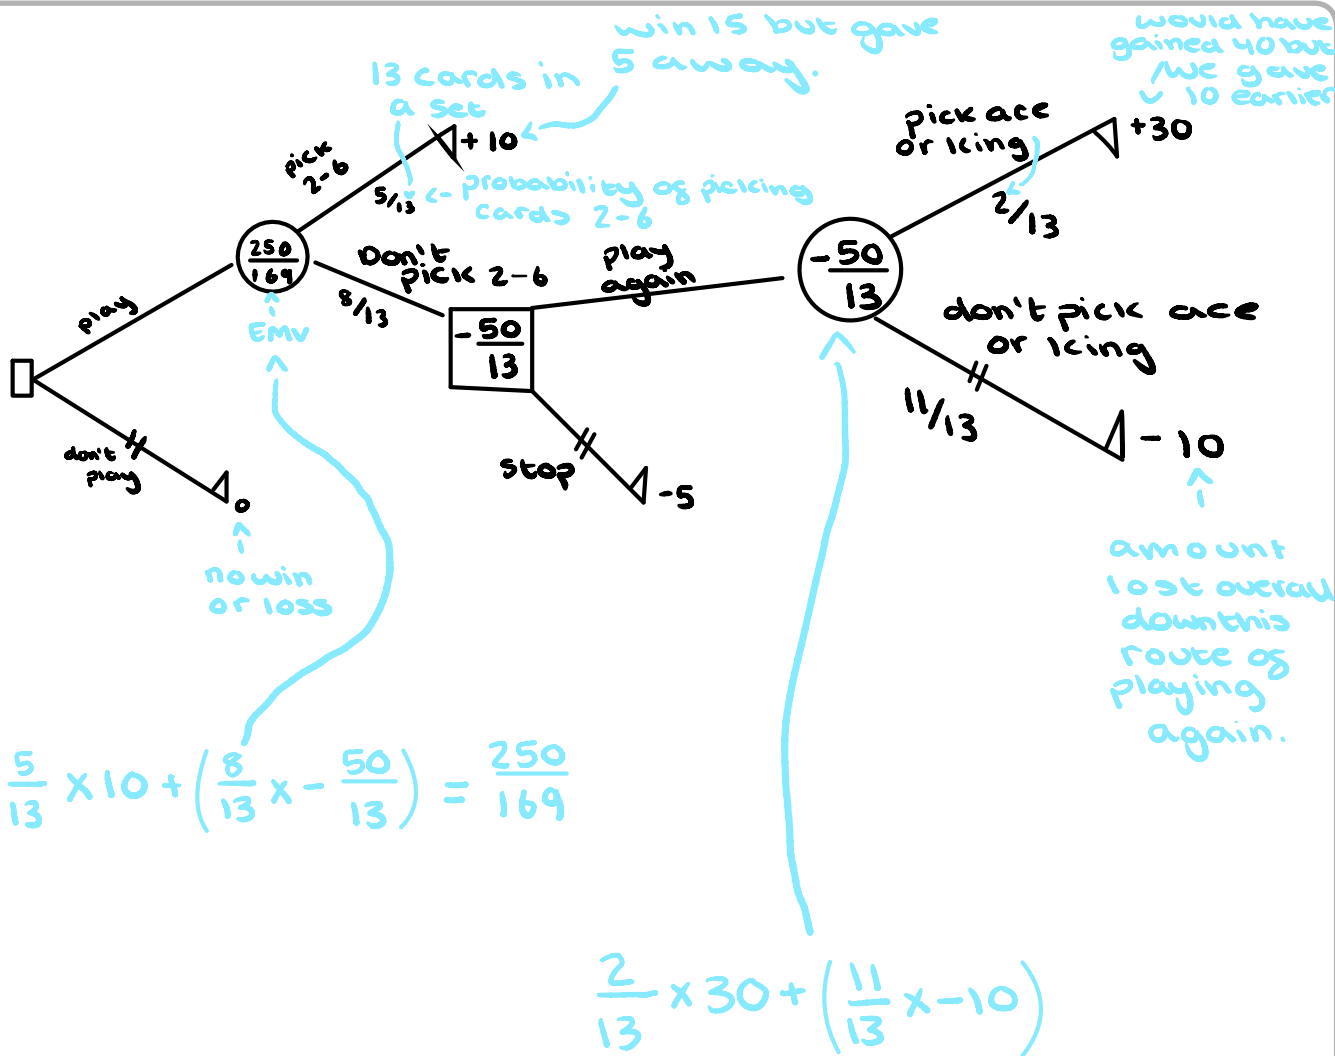 win 15 but gave
5 away.
would have
gained 40 but
we gave
10 earlier
13 cards in
a set
pick
2-6
+10
5/13
<- probability of picking
cards 2-6
pick ace
or king
+30
2/13
250
169
EMV
play
Don't
pick 2-6
8/13
play
again
-50
13
-50
13
don't pick ace
or king
11/13
-10
don't
play
0
stop
-5
no win
or loss
amount
lost overall
down this
route of
playing
again.
5/13 x 10 + (8/13 x - 50/13) = 250/169
2/13 x 30 + (11/13 x -10)